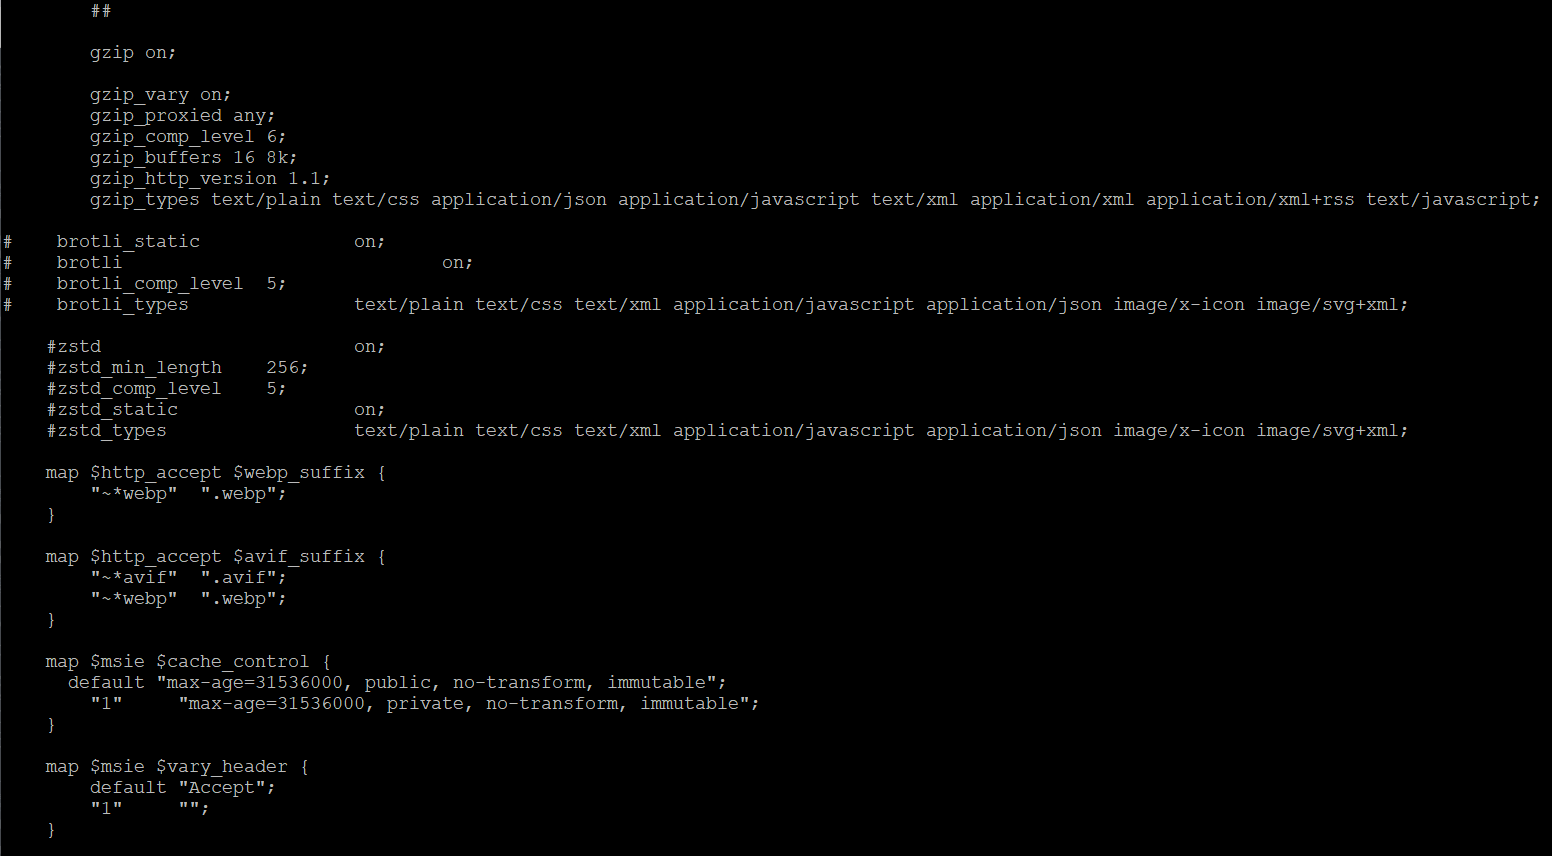 ##
gzip on;
gzip_vary on;
gzip_proxied any;
gzip_comp_level 6;
gzip_buffers 16 8k;
gzip_http_version 1.1;
gzip_types text/plain text/css application/json application/javascript text/xml application/xml application/xml+rss text/javascript;
#    brotli_static              on;
#    brotli                             on;
#    brotli_comp_level  5;
#    brotli_types               text/plain text/css text/xml application/javascript application/json image/x-icon image/svg+xml;
#zstd                       on;
#zstd_min_length    256;
#zstd_comp_level    5;
#zstd_static                on;
#zstd_types                 text/plain text/css text/xml application/javascript application/json image/x-icon image/svg+xml;
map $http_accept $webp_suffix {
"~*webp"  ".webp";
}
map $http_accept $avif_suffix {
"~*avif"  ".avif";
"~*webp"  ".webp";
}
map $msie $cache_control {
default "max-age=31536000, public, no-transform, immutable";
"1"     "max-age=31536000, private, no-transform, immutable";
}
map $msie $vary_header {
default "Accept";
"1"     "";
}